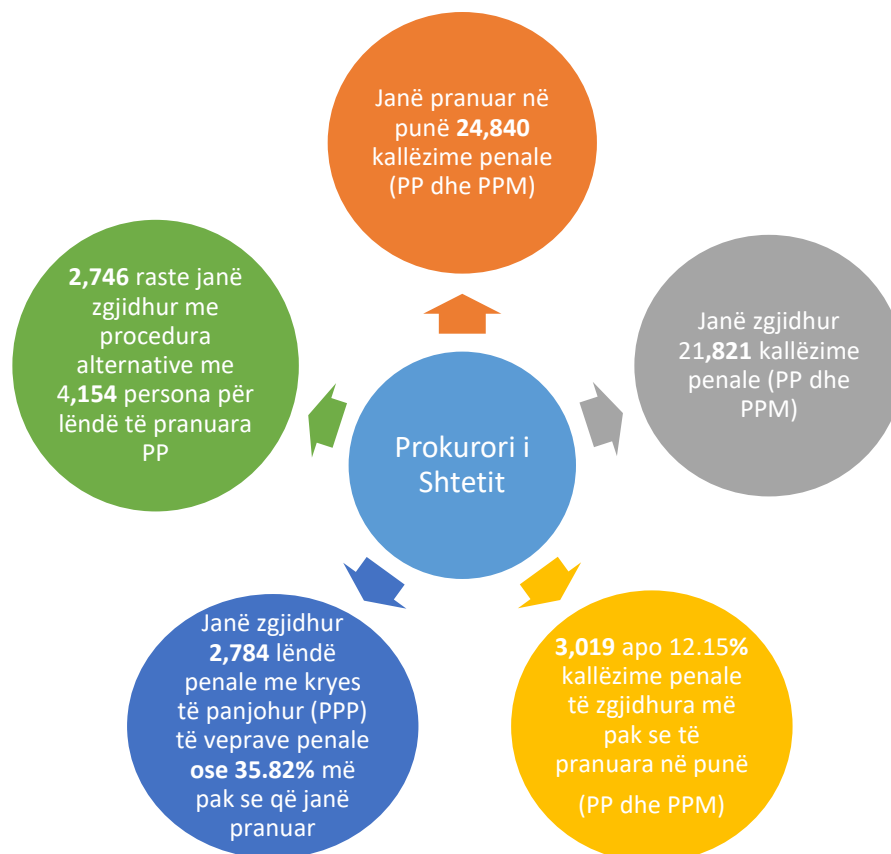 Janë pranuar në
punë 24,840
kallëzime penale
(PP dhe PPM)
2,746 raste janë
zgjidhur me
procedura
alternative me
4,154 persona për
lëndë të pranuara
PP
Janë zgjidhur
21,821 kallëzime
penale (PP dhe
PPM)
Prokurori i
Shtetit
Janë zgjidhur
2,784 lëndë
penale me kryes
të panjohur (PPP)
të veprave penale
ose 35.82% më
pak se që janë
pranuar
3,019 apo 12.15%
kallëzime penale
të zgjidhura më
pak se të
pranuara në punë
(PP dhe PPM)